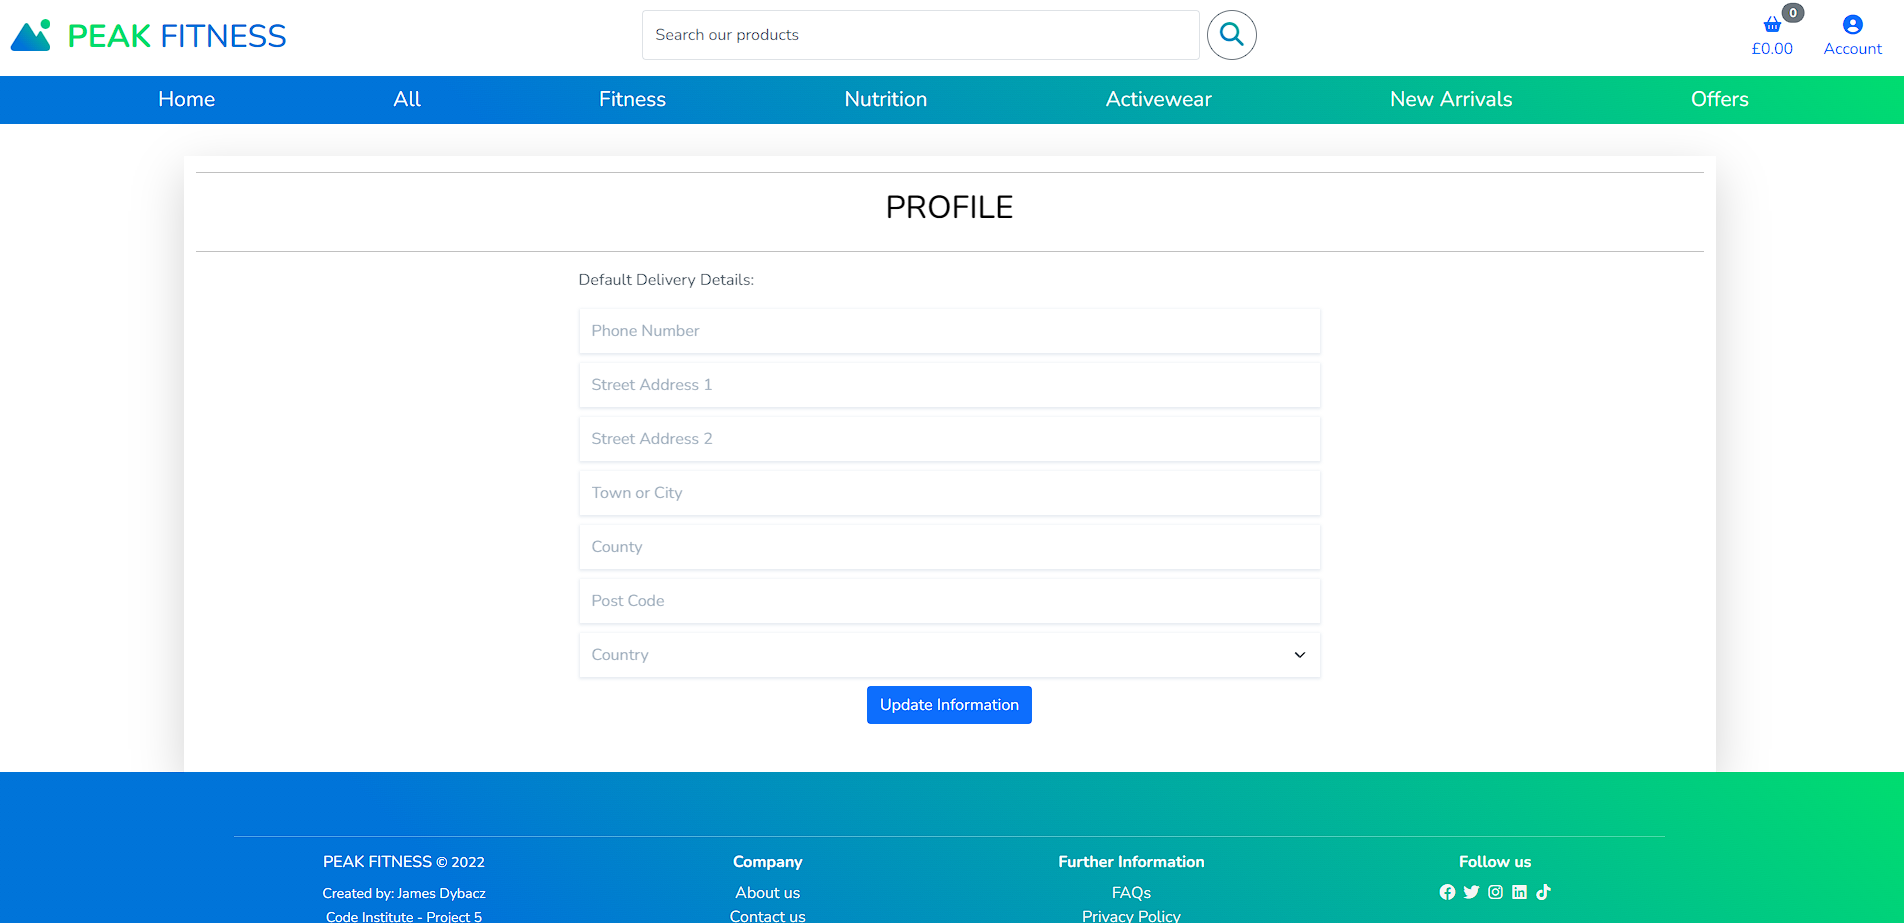 PEAK FITNESS
Search our products
0
£0.00
Account
Home
All
Fitness
Nutrition
Activewear
New Arrivals
Offers
PROFILE
Default Delivery Details:
Phone Number
Street Address 1
Street Address 2
Town or City
County
Post Code
Country
Update Information
PEAK FITNESS © 2022
Created by: James Dybacz
Code Institute - Project 5
Company
About us
Contact us
Further Information
FAQs
Privacy Policy
Follow us